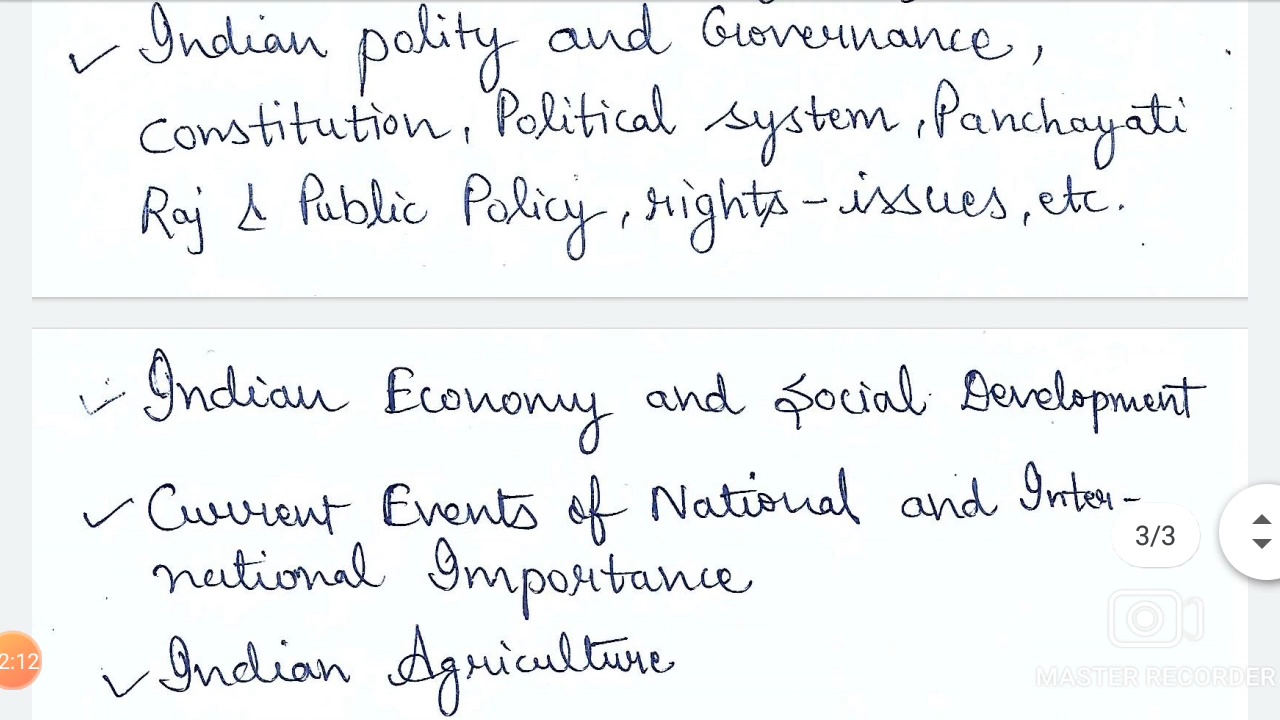 ✓ Indian polity and Governance,
Constitution, Political system, Panchayati
Raj & Public Policy, rights - issues, etc.
✓ Indian Economy and Social Development
✓ Current Events of National and Inter-
national Importance
3/3
✓ Indian Agriculture
2:12
MASTER RECORDER